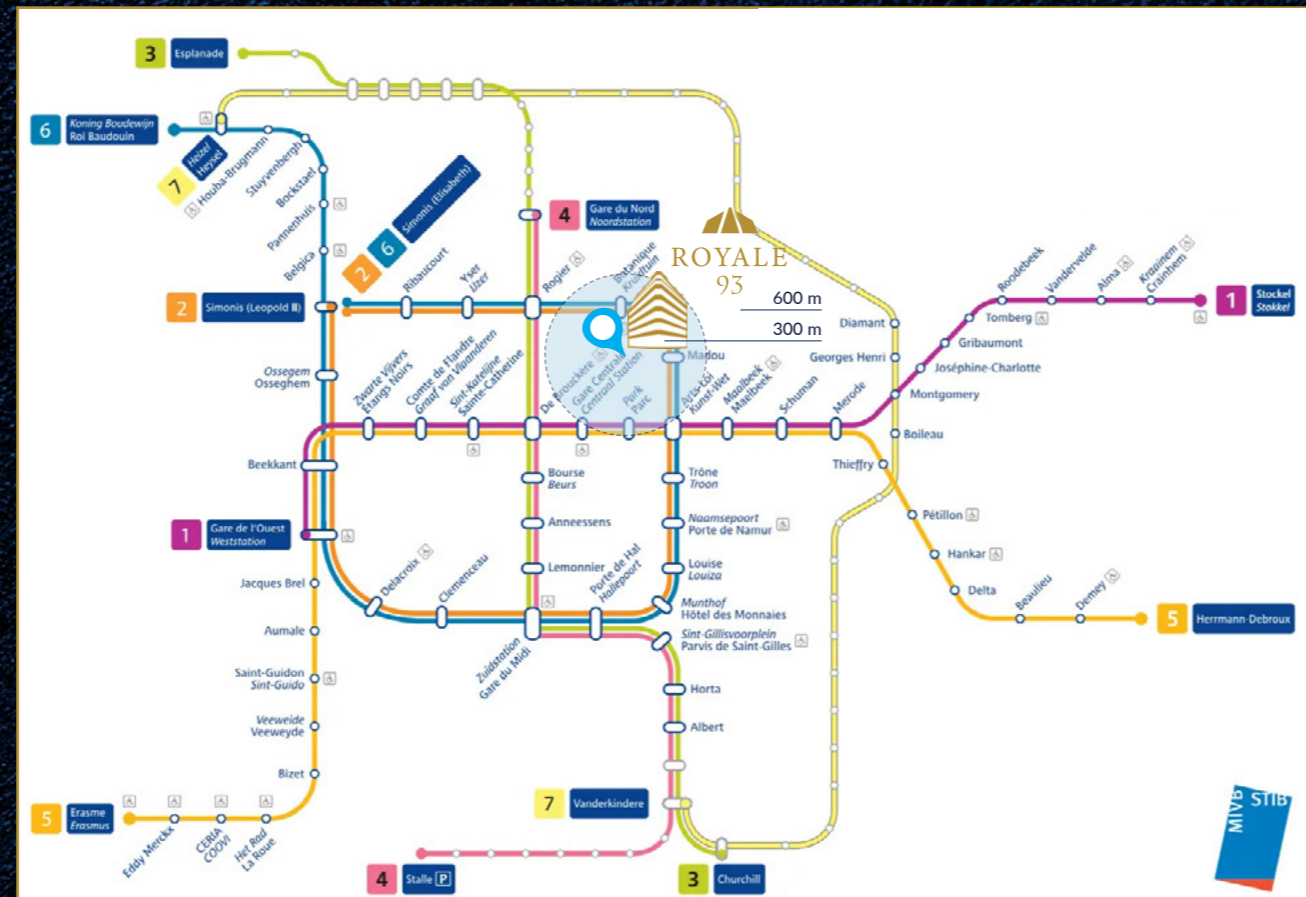 3
Esplanade
6
Koning Boudewijn
Roi Baudouin
7
Heizel
Heysel
Houba-Brugmann
Stuyvenbergh
Bockstael
Pannenhuis
Belgica
2
6
Simonis (Elisabeth)
4
Gare du Nord
Noordstation
2
Simonis (Leopold II)
Ribaucourt
Yser
IJzer
Rogier
Botanique
Kruidtuin
ROYALE
93
600 m
300 m
Madou
Ossegem
Osseghem
Zwarte Vijvers
Etangs Noirs
Comte de Flandre
Graaf van Vlaanderen
Sint-Katelijne
Sainte-Catherine
De Brouckère
Gare Centrale
Centraal Station
Park
Parc
Arts-Loi
Kunst-Wet
Maalbeek
Maelbeek
Schuman
Merode
Diamant
Georges Henri
Montgomery
Boileau
Thieffry
Joséphine-Charlotte
Gribaumont
Tomberg
Roodebeek
Vandervelde
Alma
Kraainem
Crainhem
1
Stockel
Stokkel
Beekkant
1
Gare de l'Ouest
Weststation
Bourse
Beurs
Anneessens
Lemonnier
Trône
Troon
Naamsepoort
Porte de Namur
Louise
Louiza
Munthof
Hôtel des Monnaies
Sint-Gillisvoorplein
Parvis de Saint-Gilles
Horta
Albert
Delacroix
Clemenceau
Porte de Hal
Hallepoort
Zuidstation
Gare du Midi
Pétillon
Hankar
Delta
Beaulieu
Demey
5
Herrmann-Debroux
Jacques Brel
Aumale
Saint-Guidon
Sint-Guido
Veeweide
Veeweyde
Bizet
5
Erasme
Erasmus
Eddy Merckx
CERIA
COOVI
Het Rad
La Roue
7
Vanderkindere
4
Stalle P
3
Churchill
MIVB
STIB